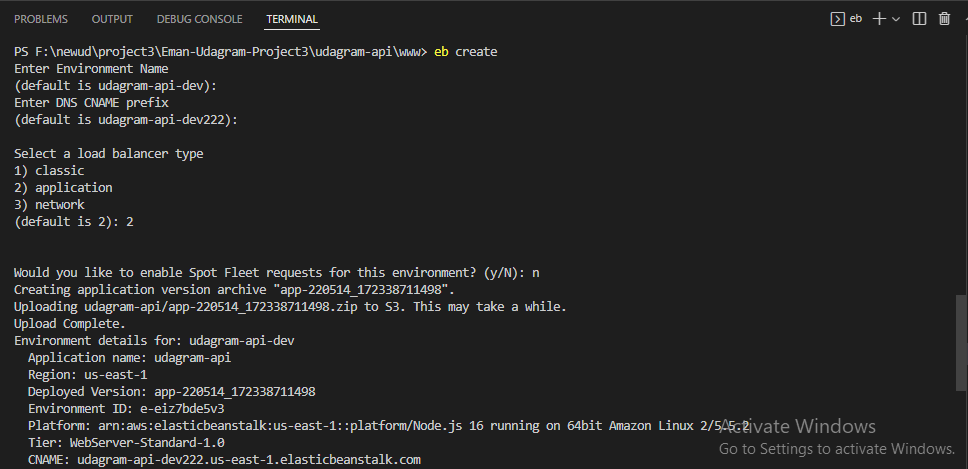 PROBLEMS OUTPUT DEBUG CONSOLE TERMINAL eb
PS F:\newud\project3\Eman-Udagram-Project3\udagram-api\www> eb create
Enter Environment Name
(default is udagram-api-dev):
Enter DNS CNAME prefix
(default is udagram-api-dev222):
Select a load balancer type
1) classic
2) application
3) network
(default is 2): 2
Would you like to enable Spot Fleet requests for this environment? (y/N): n
Creating application version archive "app-220514_172338711498".
Uploading udagram-api/app-220514_172338711498.zip to S3. This may take a while.
Upload Complete.
Environment details for: udagram-api-dev
Application name: udagram-api
Region: us-east-1
Deployed Version: app-220514_172338711498
Environment ID: e-eiz7bde5v3
Platform: arn:aws:elasticbeanstalk:us-east-1::platform/Node.js 16 running on 64bit Amazon Linux 2/5.5.2
Tier: WebServer-Standard-1.0
CNAME: udagram-api-dev222.us-east-1.elasticbeanstalk.com
Activate Windows
Go to Settings to activate Windows.